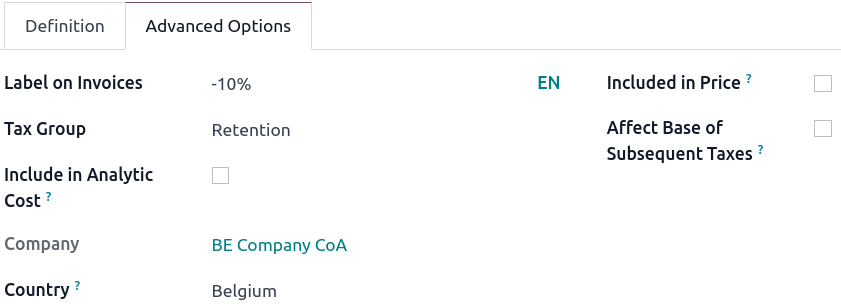 Definition Advanced Options
Label on Invoices -10% EN Included in Price ?
Tax Group Retention Affect Base of
Subsequent Taxes ?
Include in Analytic
Cost ?
Company BE Company CoA
Country ? Belgium